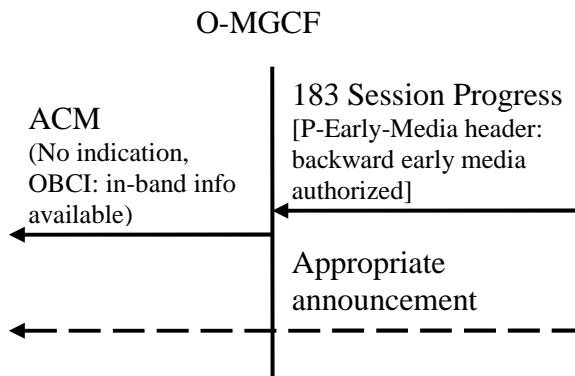 O-MGCF
ACM
(No indication,
OBCI: in-band info
available)
183 Session Progress
[P-Early-Media header:
backward early media
authorized]
Appropriate
announcement